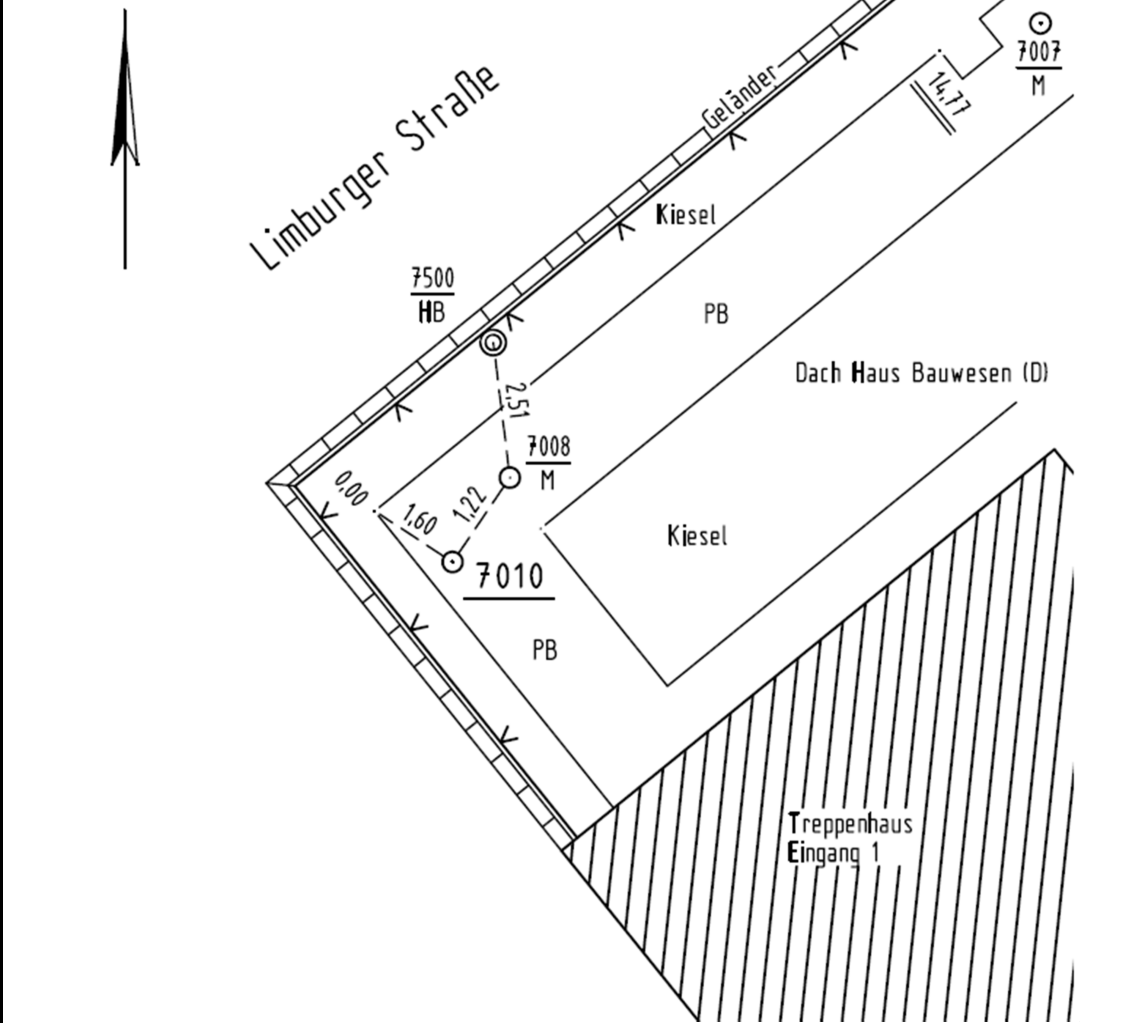 7007
M
14,77
Geländer
Limburger Straße
Kiesel
7500
HB
PB
Dach Haus Bauwesen (D)
2,51
7008
M
0,00
1,60
1,22
Kiesel
7010
PB
Treppenhaus
Eingang 1